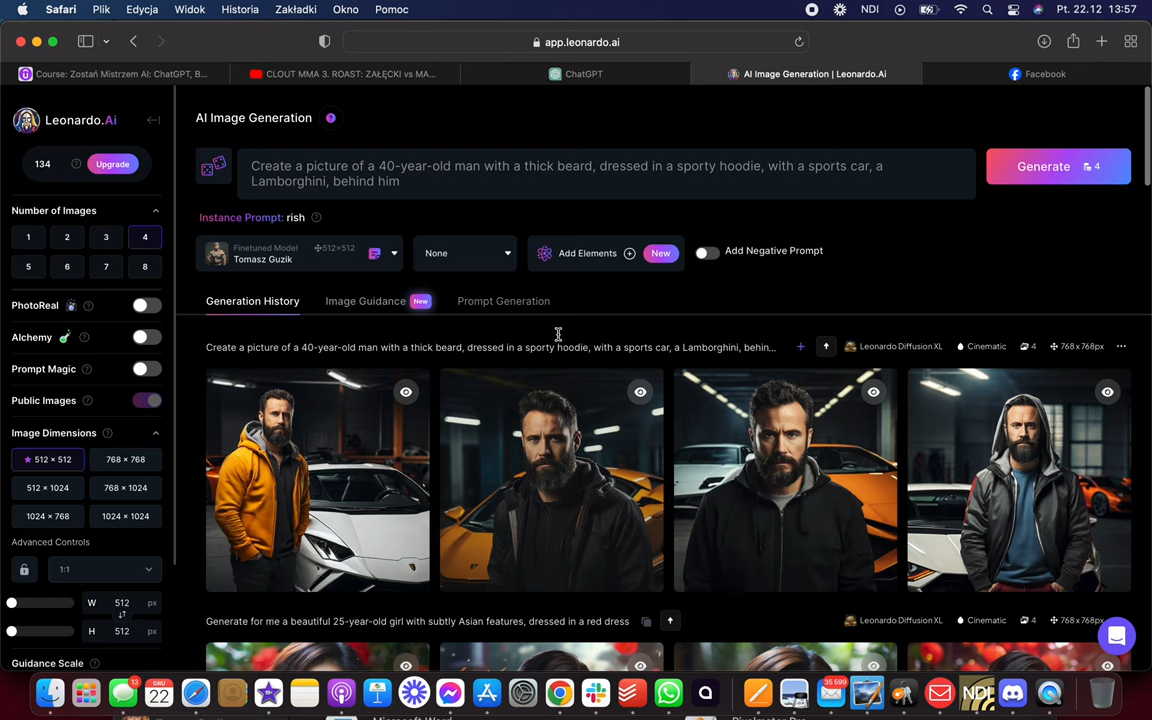 Safari Plik Edycja Widok Historia Zakładki Okno Pomoc NDI Pt. 22.12 13:57
app.leonardo.ai
Course: Zostań Mistrzem AI: ChatGPT, B... CLOUT MMA 3. ROAST: ZAŁĘCKI vs MA... ChatGPT AI Image Generation | Leonardo.Ai Facebook
Leonardo.Ai
134 ? Upgrade
Number of Images
1 2 3 4
5 6 7 8
PhotoReal ?
Alchemy ?
Prompt Magic ?
Public Images ?
Image Dimensions ?
512 × 512 768 × 768
512 × 1024 768 × 1024
1024 × 768 1024 × 1024
Advanced Controls
1:1
W 512 px
H 512 px
Guidance Scale ?
AI Image Generation ?
Create a picture of a 40-year-old man with a thick beard, dressed in a sporty hoodie, with a sports car, a
Lamborghini, behind him
Generate 4
Instance Prompt: rish ?
Finetuned Model 512×512
Tomasz Guzik
None
Add Elements New
Add Negative Prompt
Generation History Image Guidance New Prompt Generation
Create a picture of a 40-year-old man with a thick beard, dressed in a sporty hoodie, with a sports car, a Lamborghini, behin... Leonardo Diffusion XL Cinematic 4 768x768px
Generate for me a beautiful 25-year-old girl with subtly Asian features, dressed in a red dress Leonardo Diffusion XL Cinematic 4 768x768px
13
GRU
22
35 599
NDI